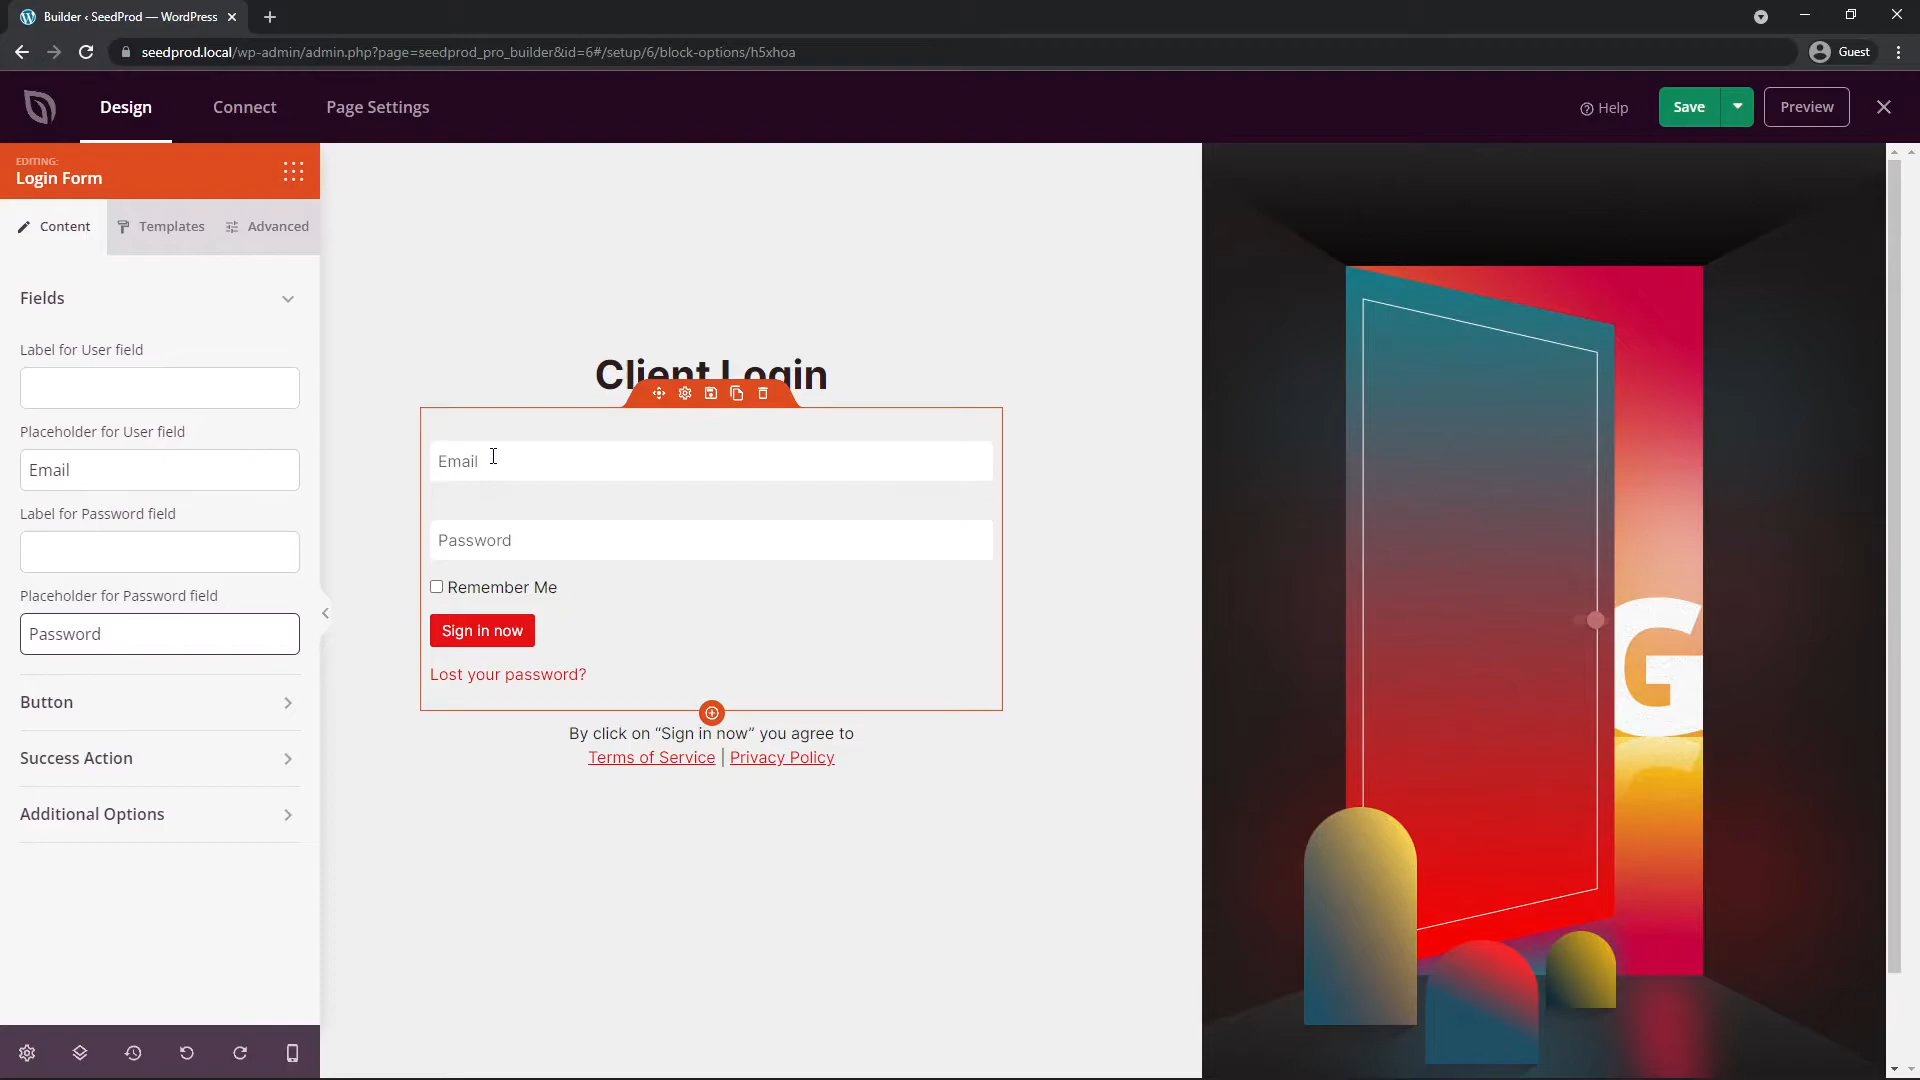 Builder ‹ SeedProd — WordPress
seedprod.local/wp-admin/admin.php?page=seedprod_pro_builder&id=6#/setup/6/block-options/h5xhoa
Guest
Design
Connect
Page Settings
Help
Save
Preview
EDITING:
Login Form
Content
Templates
Advanced
Fields
Label for User field
Placeholder for User field
Email
Label for Password field
Placeholder for Password field
Password
Button
Success Action
Additional Options
Client Login
Email
Password
Remember Me
Sign in now
Lost your password?
By click on “Sign in now” you agree to
Terms of Service | Privacy Policy
G